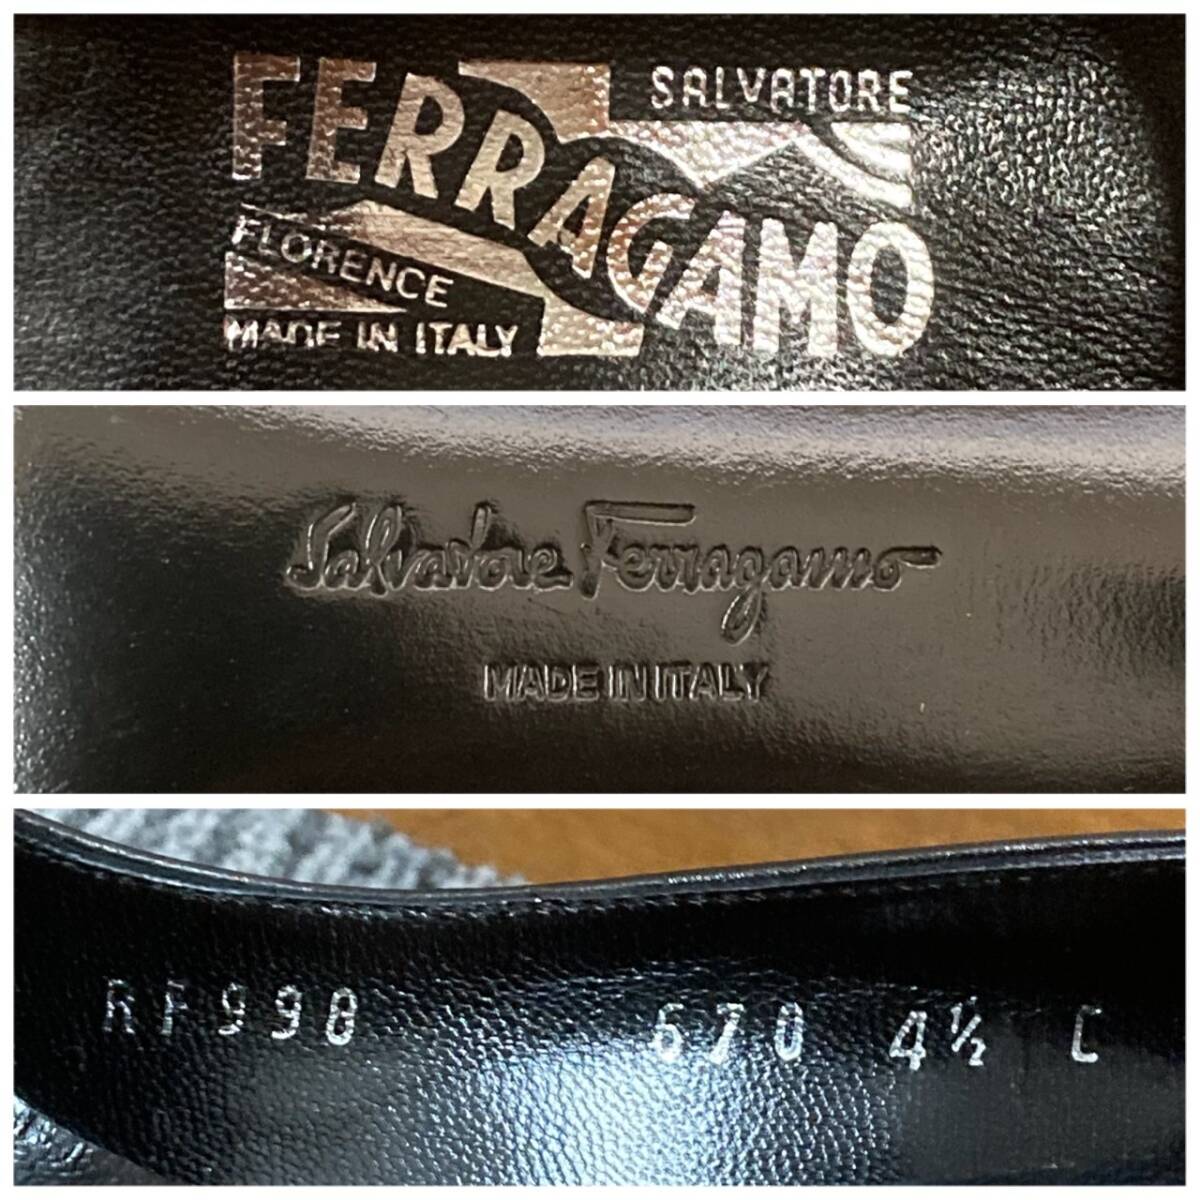 SALVATORE
FERRAGAMO
FLORENCE
MADE IN ITALY
Salvatore Ferragamo
MADE IN ITALY
RF998 670 4½ C